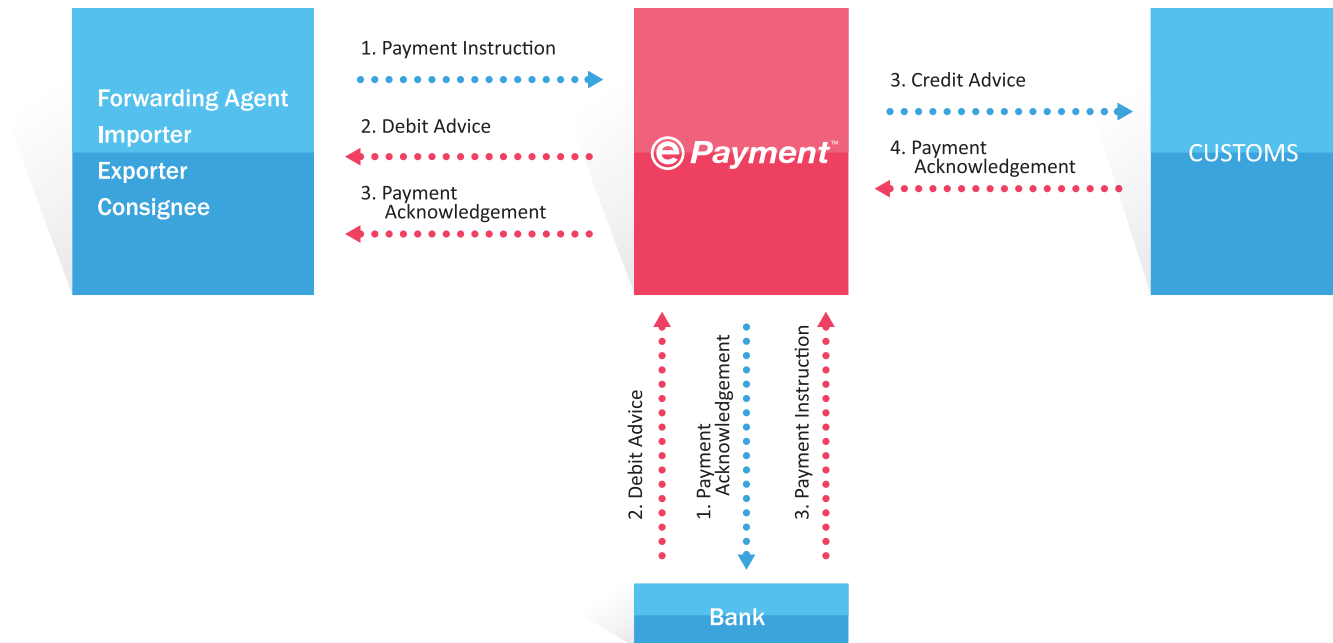 Forwarding Agent
Importer
Exporter
Consignee
1. Payment Instruction
2. Debit Advice
3. Payment
Acknowledgement
e Payment™
3. Credit Advice
4. Payment
Acknowledgement
CUSTOMS
2. Debit Advice
1. Payment
Acknowledgement
3. Payment Instruction
Bank